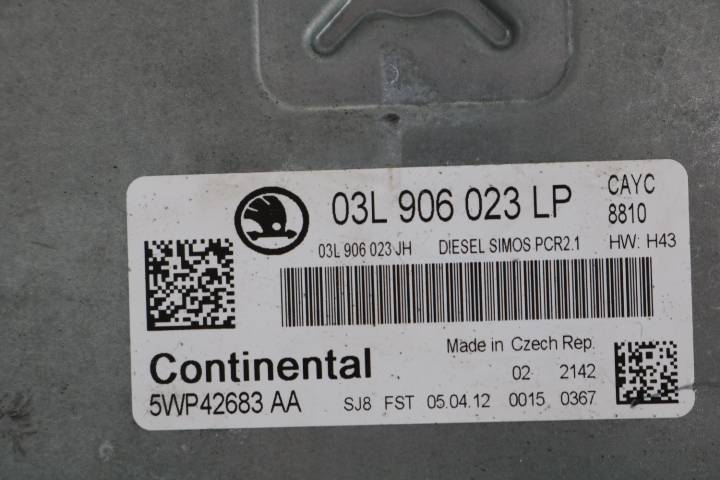 03L 906 023 LP CAYC
8810
03L 906 023 JH DIESEL SIMOS PCR2.1 HW: H43
Made in Czech Rep.
Continental
02 2142
5WP42683 AA SJ8 FST 05.04.12 0015 0367